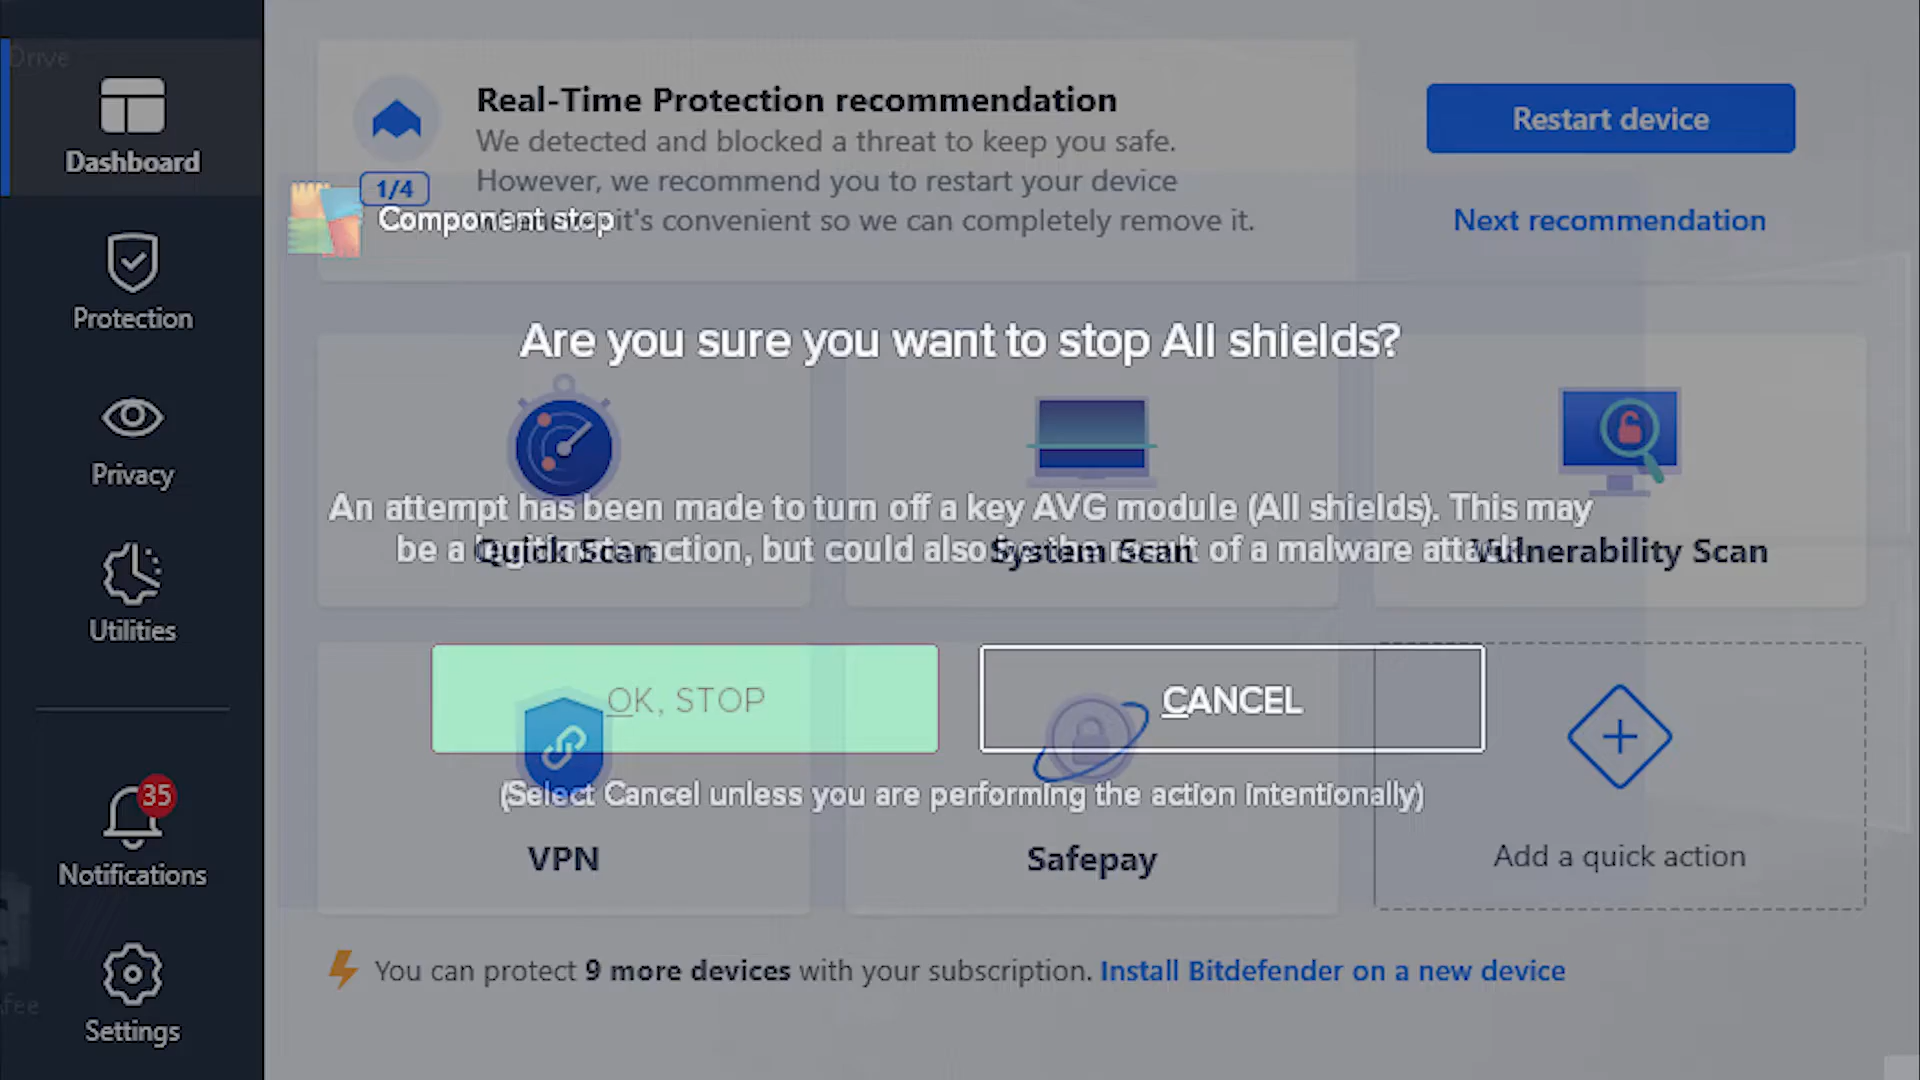 Drive
Dashboard
Protection
Privacy
Utilities
35
Notifications
Settings
Real-Time Protection recommendation
We detected and blocked a threat to keep you safe.
However, we recommend you to restart your device
it's convenient so we can completely remove it.
1/4
Restart device
Next recommendation
Component stop
Are you sure you want to stop All shields?
An attempt has been made to turn off a key AVG module (All shields). This may
be a legitimate action, but could also be the result of a malware attack.
Quick Scan
System Scan
Vulnerability Scan
OK, STOP
CANCEL
(Select Cancel unless you are performing the action intentionally)
VPN
Safepay
Add a quick action
You can protect 9 more devices with your subscription. Install Bitdefender on a new device